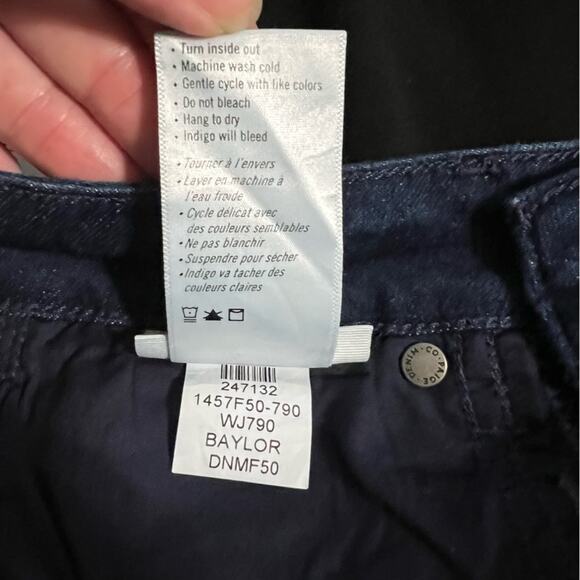 • Turn inside out
• Machine wash cold
• Gentle cycle with like colors
• Do not bleach
• Hang to dry
• Indigo will bleed
• Tourner à l'envers
• Laver en machine à
l'eau froide
• Cycle délicat avec
des couleurs semblables
• Ne pas blanchir
• Suspendre pour sécher
• Indigo va tacher des
couleurs claires
247132
1457F50-790
WJ790
BAYLOR
DNMF50
DENIM·CO·PAIGE·